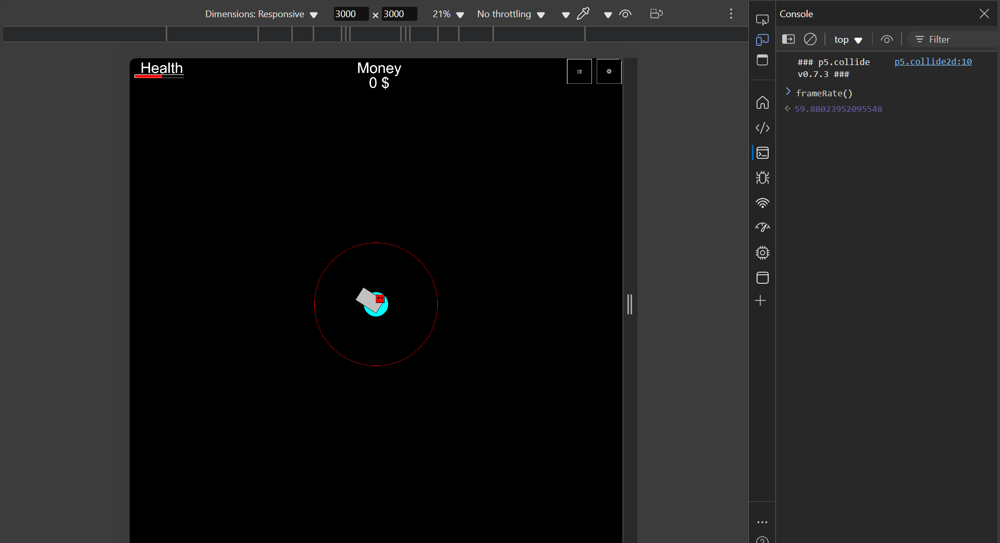 Dimensions: Responsive 3000 × 3000 21% No throttling
Console
top Filter
### p5.collide p5.collide2d:10
v0.7.3 ###
frameRate()
59.88023952095548
Health
Money
0 $